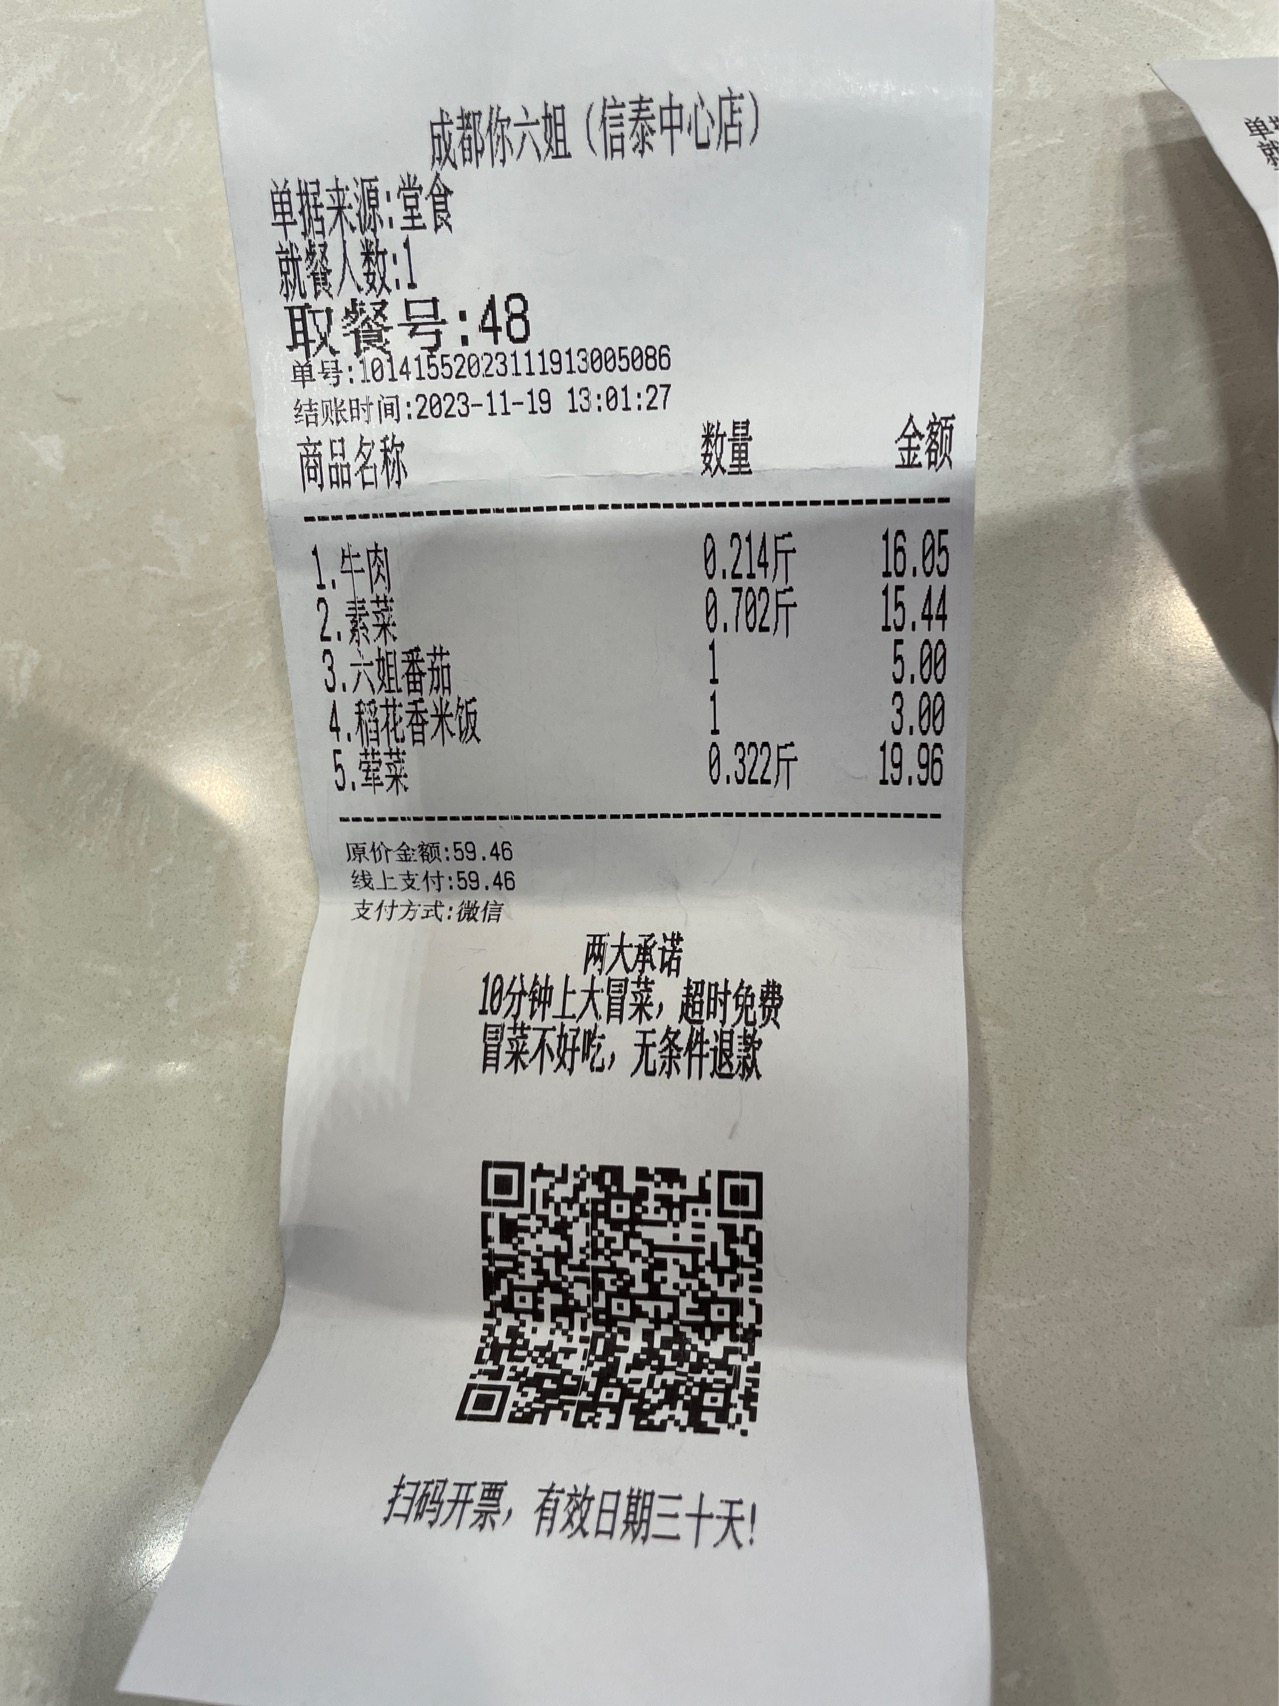 成都你六姐（信泰中心店）
单据来源:堂食
就餐人数:1
取餐号:48
单号:10141552023111913005086
结账时间:2023-11-19 13:01:27
商品名称 数量 金额
1.牛肉 0.214斤 16.05
2.素菜 0.702斤 15.44
3.六姐番茄 1 5.00
4.稻花香米饭 1 3.00
5.荤菜 0.322斤 19.96
原价金额:59.46
线上支付:59.46
支付方式:微信
两大承诺
10分钟上大冒菜，超时免费
冒菜不好吃，无条件退款
扫码开票，有效日期三十天!
单
就